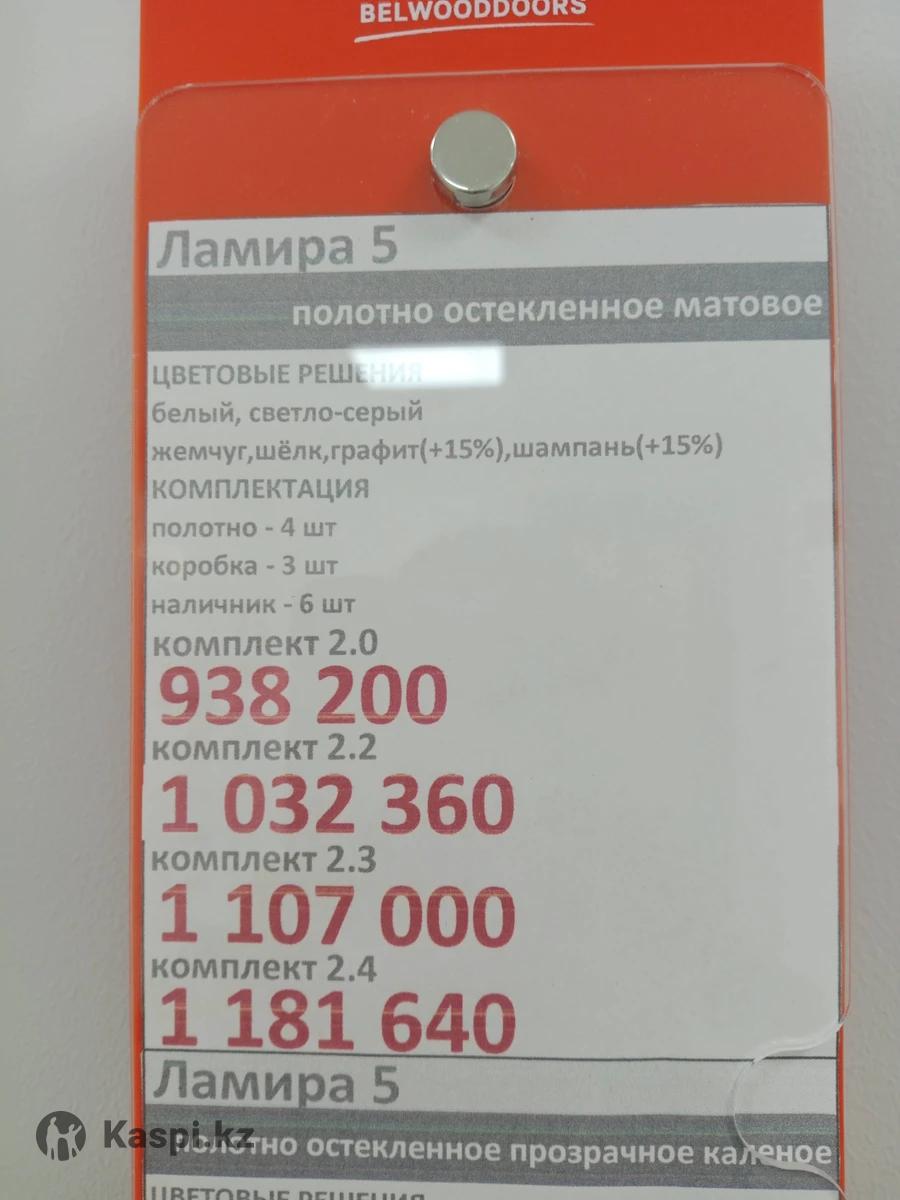 BELWOODDOORS
Ламира 5
полотно остекленное матовое
ЦВЕТОВЫЕ РЕШЕНИЯ
белый, светло-серый
жемчуг,шёлк,графит(+15%),шампань(+15%)
КОМПЛЕКТАЦИЯ
полотно - 4 шт
коробка - 3 шт
наличник - 6 шт
комплект 2.0
938 200
комплект 2.2
1 032 360
комплект 2.3
1 107 000
комплект 2.4
1 181 640
Ламира 5
полотно остекленное прозрачное каленое
Kaspi.kz
ЦВЕТОВЫЕ РЕШЕНИЯ